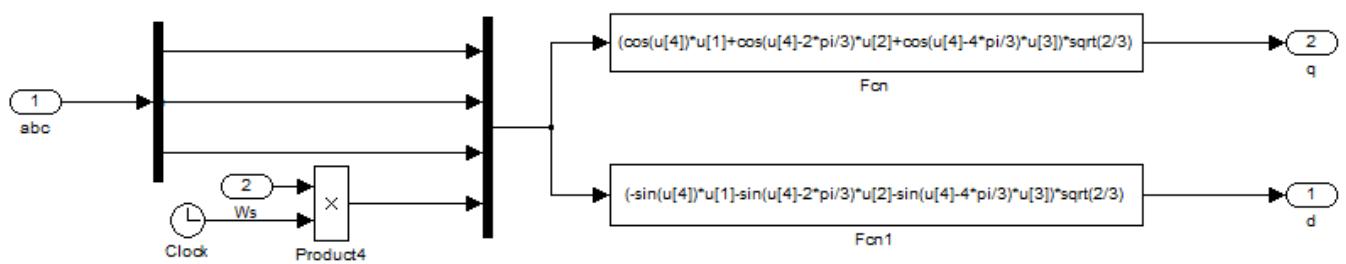 1
abc
2
Ws
Clock
×
Product4
(cos(u[4])*u[1]+cos(u[4]-2*pi/3)*u[2]+cos(u[4]-4*pi/3)*u[3])*sqrt(2/3)
Fcn
2
q
(-sin(u[4])*u[1]-sin(u[4]-2*pi/3)*u[2]-sin(u[4]-4*pi/3)*u[3])*sqrt(2/3)
Fcn1
1
d